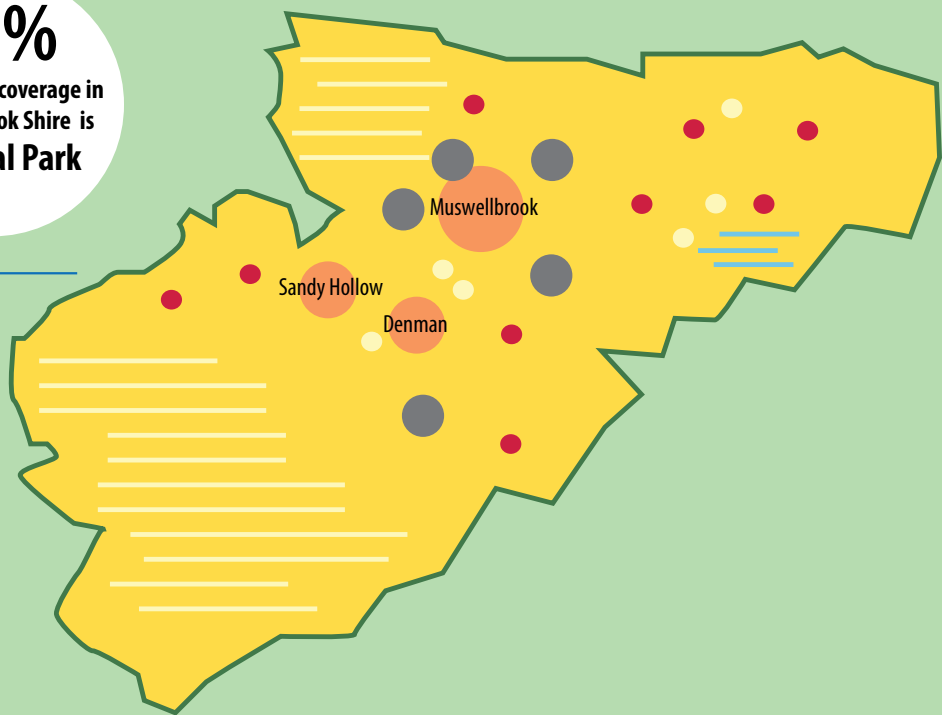 %
coverage in
ok Shire is
al Park
Muswellbrook
Sandy Hollow
Denman